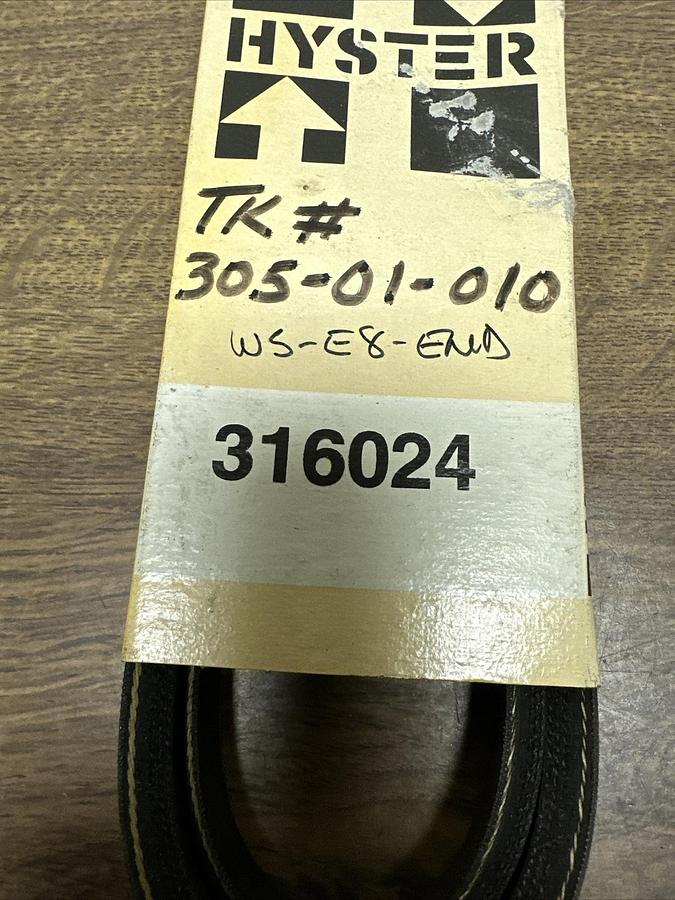 HYSTER
TK #
305-01-010
WS-E8-END
316024